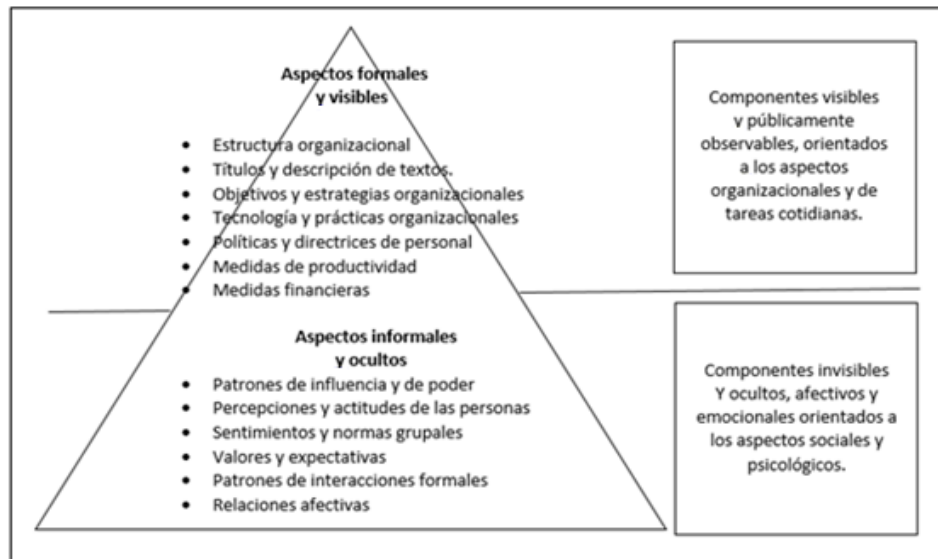 Aspectos formales
y visibles
• Estructura organizacional
• Títulos y descripción de textos.
• Objetivos y estrategias organizacionales
• Tecnología y prácticas organizacionales
• Políticas y directrices de personal
• Medidas de productividad
• Medidas financieras
Componentes visibles
y públicamente
observables, orientados
a los aspectos
organizacionales y de
tareas cotidianas.
Aspectos informales
y ocultos
• Patrones de influencia y de poder
• Percepciones y actitudes de las personas
• Sentimientos y normas grupales
• Valores y expectativas
• Patrones de interacciones formales
• Relaciones afectivas
Componentes invisibles
Y ocultos, afectivos y
emocionales orientados a
los aspectos sociales y
psicológicos.